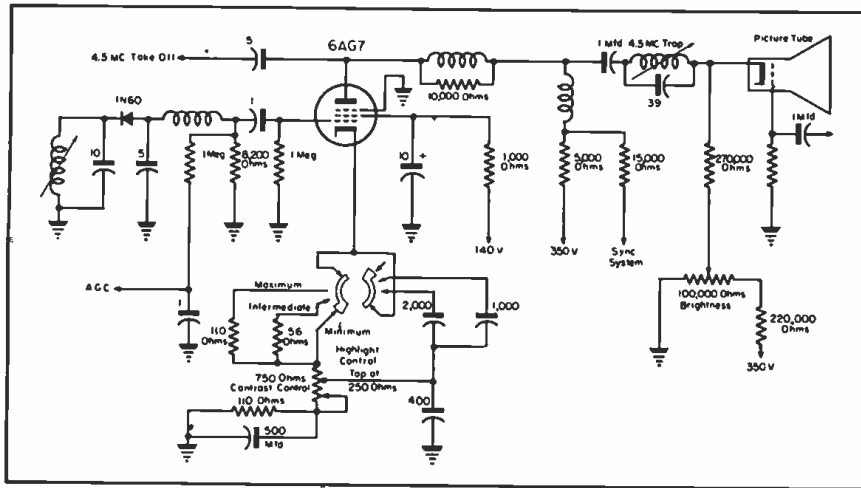 4.5 MC Take Off
5
6AG7
10,000 Ohms
1 Mfd
4.5 MC Trap
39
Picture Tube
1 Mfd
1N60
10
5
1 Meg
8,200
Ohms
1
1 Meg
10
+
1,000
Ohms
140 V
5,000
Ohms
350 V
15,000
Ohms
Sync
System
270,000
Ohms
100,000 Ohms
Brightness
220,000
Ohms
350 V
AGC
1
Maximum
Intermediate
Minimum
110
Ohms
56
Ohms
2,000
1,000
Highlight
Control
Tap at
250 Ohms
750 Ohms
Contrast Control
110 Ohms
500
Mfd
400